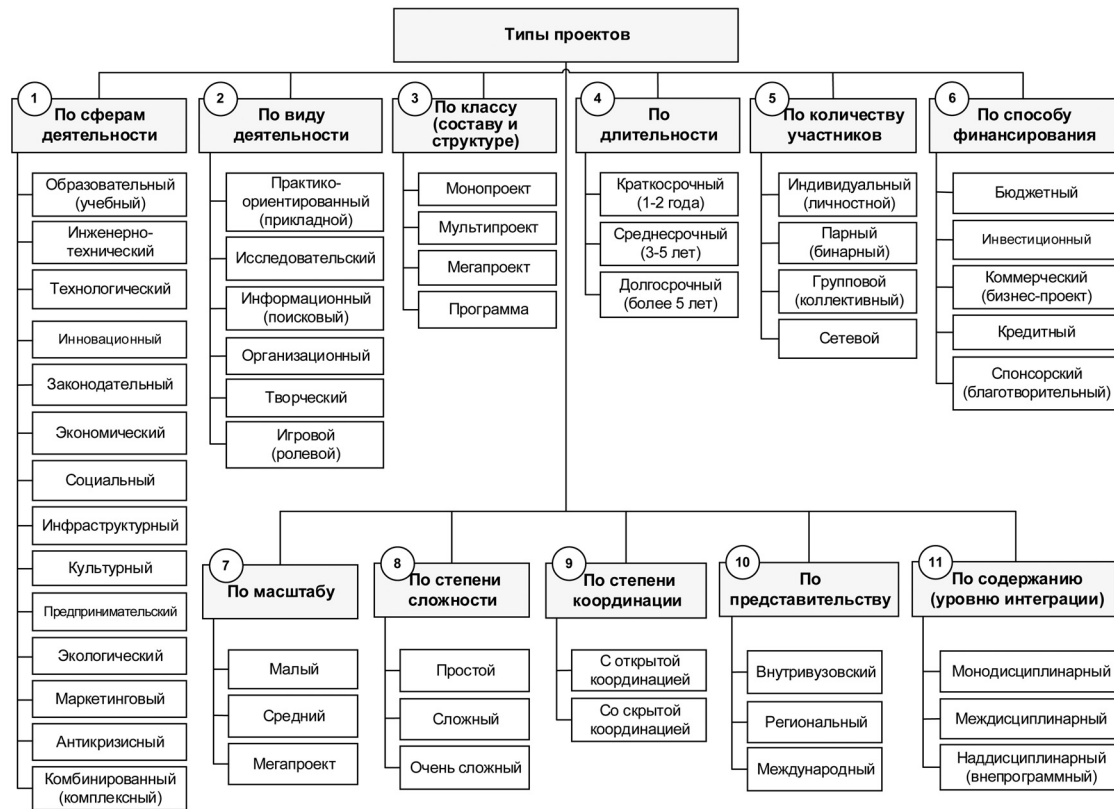 Типы проектов
1
По сферам
деятельности
Образовательный
(учебный)
Инженерно-
технический
Технологический
Инновационный
Законодательный
Экономический
Социальный
Инфраструктурный
Культурный
Предпринимательский
Экологический
Маркетинговый
Антикризисный
Комбинированный
(комплексный)
2
По виду
деятельности
Практико-
ориентированный
(прикладной)
Исследовательский
Информационный
(поисковый)
Организационный
Творческий
Игровой
(ролевой)
3
По классу
(составу и
структуре)
Монопроект
Мультипроект
Мегапроект
Программа
4
По
длительности
Краткосрочный
(1-2 года)
Среднесрочный
(3-5 лет)
Долгосрочный
(более 5 лет)
5
По количеству
участников
Индивидуальный
(личностной)
Парный
(бинарный)
Групповой
(коллективный)
Сетевой
6
По способу
финансирования
Бюджетный
Инвестиционный
Коммерческий
(бизнес-проект)
Кредитный
Спонсорский
(благотворительный)
7
По масштабу
Малый
Средний
Мегапроект
8
По степени
сложности
Простой
Сложный
Очень сложный
9
По степени
координации
С открытой
координацией
Со скрытой
координацией
10
По
представительству
Внутривузовский
Региональный
Международный
11
По содержанию
(уровню интеграции)
Монодисциплинарный
Междисциплинарный
Наддисциплинарный
(внепрограммный)